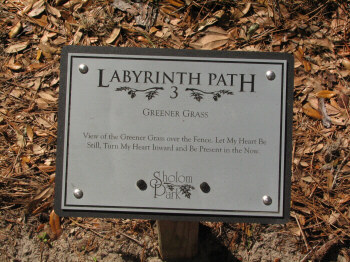 LABYRINTH PATH
3
GREENER GRASS
View of the Greener Grass over the Fence. Let My Heart Be
Still, Turn My Heart Inward and Be Present in the Now.
Sholom
Park